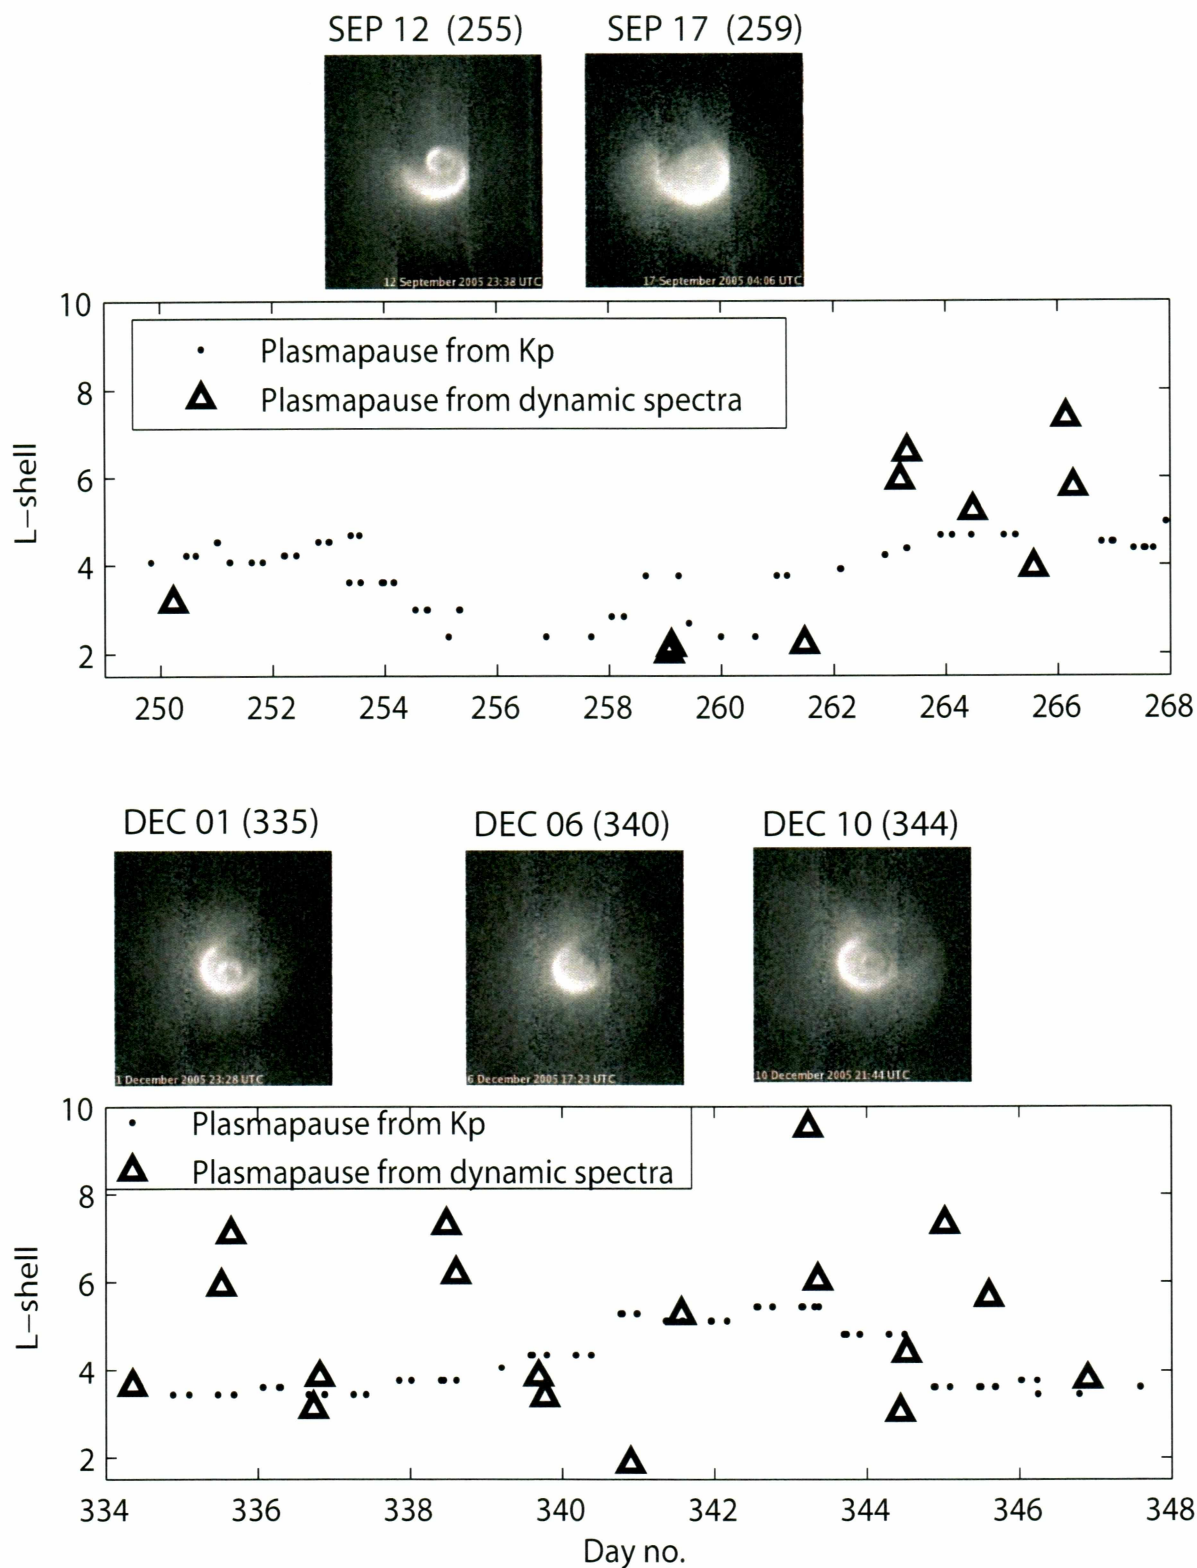 SEP 12 (255)
SEP 17 (259)
12 September 2005 23:38 UTC
17 September 2005 04:06 UTC
Plasmapause from Kp
Plasmapause from dynamic spectra
10
8
6
4
2
L–shell
250 252 254 256 258 260 262 264 266 268
DEC 01 (335)
DEC 06 (340)
DEC 10 (344)
1 December 2005 23:28 UTC
6 December 2005 17:23 UTC
10 December 2005 21:44 UTC
Plasmapause from Kp
Plasmapause from dynamic spectra
10
8
6
4
2
L–shell
334 336 338 340 342 344 346 348
Day no.